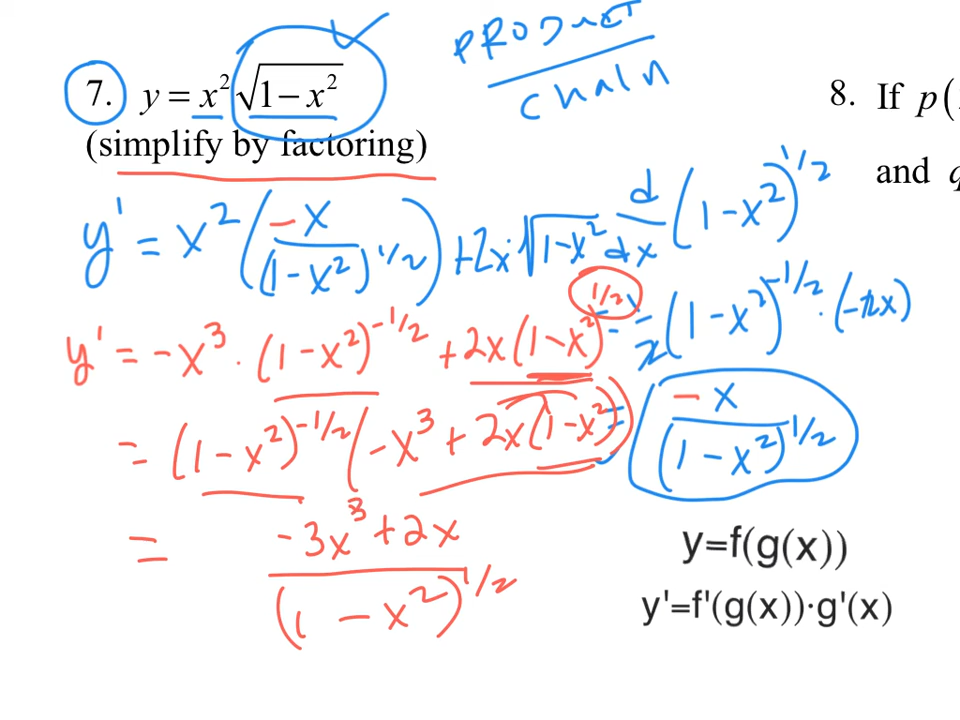 PRODUCT
chain
7. y = x²√(1 − x²)
(simplify by factoring)
8. If p(
and
y' = x²(−x/(1−x²)^1/2) + 2x·√(1−x²)
d/dx (1−x²)^1/2
= 1/2(1−x²)^−1/2 · (−2x)
= −x/(1−x²)^1/2
y' = −x³·(1−x²)^−1/2 + 2x(1−x²)^1/2
= (1−x²)^−1/2(−x³ + 2x(1−x²))
= (−3x³+2x)/(1−x²)^1/2
y=f(g(x))
y'=f'(g(x))·g'(x)